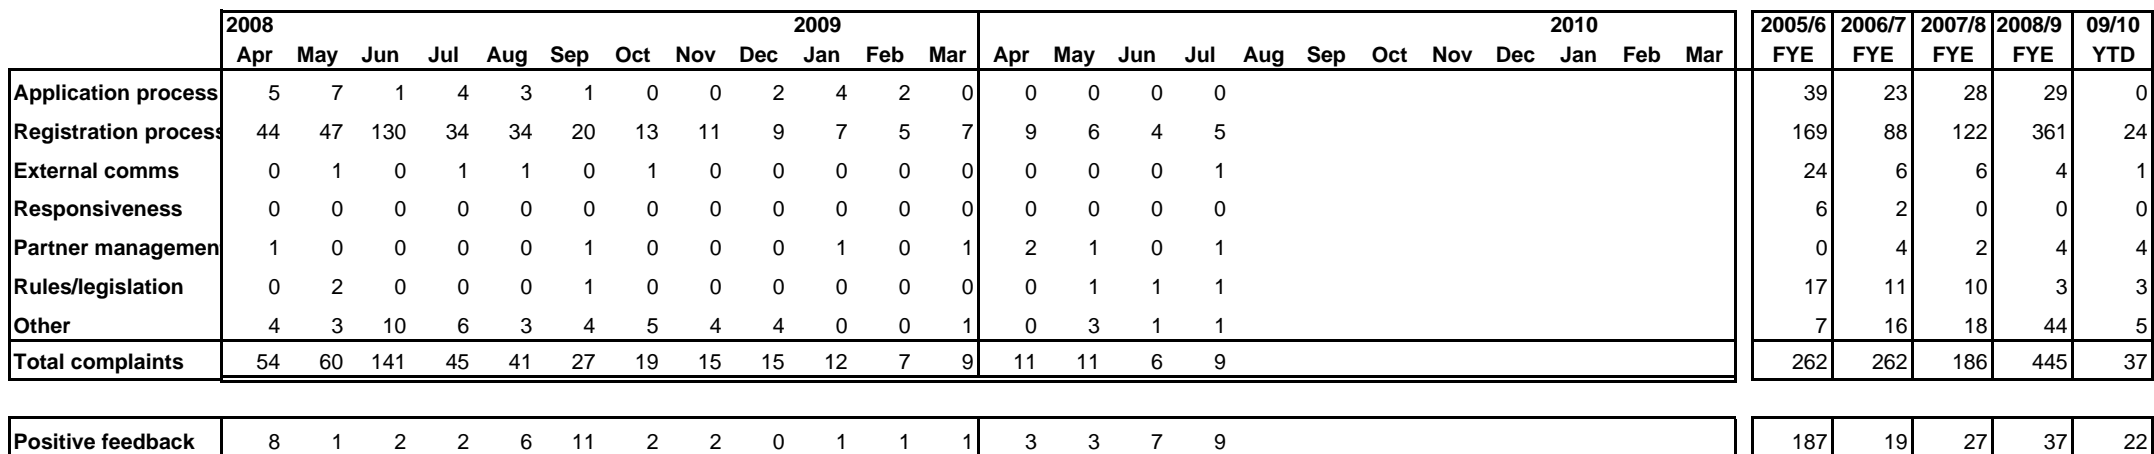 2008 2009 2010 2005/6 2006/7 2007/8 2008/9 09/10
Apr May Jun Jul Aug Sep Oct Nov Dec Jan Feb Mar Apr May Jun Jul Aug Sep Oct Nov Dec Jan Feb Mar FYE FYE FYE FYE YTD
Application process 5 7 1 4 3 1 0 0 2 4 2 0 0 0 0 0 39 23 28 29 0
Registration process 44 47 130 34 34 20 13 11 9 7 5 7 9 6 4 5 169 88 122 361 24
External comms 0 1 0 1 1 0 1 0 0 0 0 0 0 0 0 1 24 6 6 4 1
Responsiveness 0 0 0 0 0 0 0 0 0 0 0 0 0 0 0 0 6 2 0 0 0
Partner managemen 1 0 0 0 0 1 0 0 0 1 0 1 2 1 0 1 0 4 2 4 4
Rules/legislation 0 2 0 0 0 1 0 0 0 0 0 0 0 1 1 1 17 11 10 3 3
Other 4 3 10 6 3 4 5 4 4 0 0 1 0 3 1 1 7 16 18 44 5
Total complaints 54 60 141 45 41 27 19 15 15 12 7 9 11 11 6 9 262 262 186 445 37
Positive feedback 8 1 2 2 6 11 2 2 0 1 1 1 3 3 7 9 187 19 27 37 22